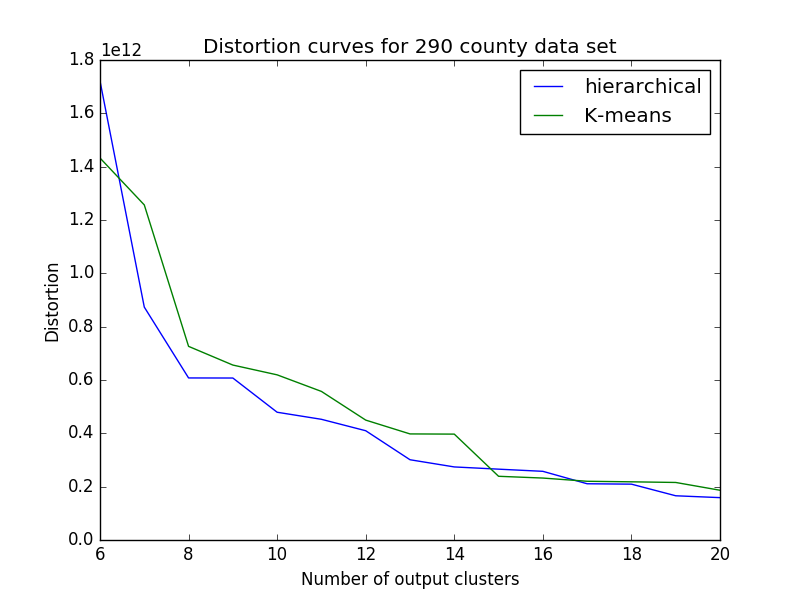 Distortion curves for 290 county data set
1e12
1.8
1.6
1.4
1.2
1.0
0.8
0.6
0.4
0.2
0.0
Distortion
hierarchical
K-means
6 8 10 12 14 16 18 20
Number of output clusters